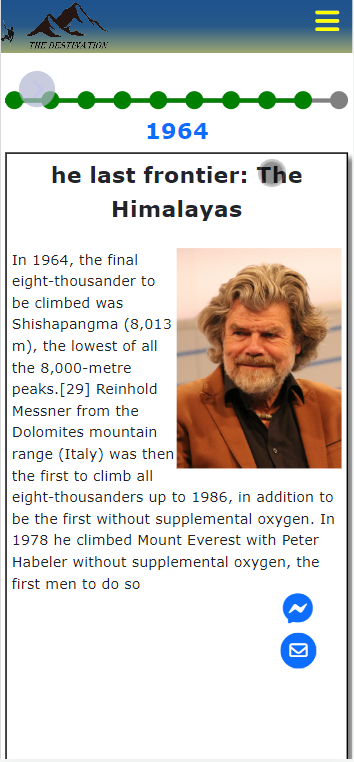 THE DESTINATION
1964
he last frontier: The
Himalayas
In 1964, the final
eight-thousander to
be climbed was
Shishapangma (8,013
m), the lowest of all
the 8,000-metre
peaks.[29] Reinhold
Messner from the
Dolomites mountain
range (Italy) was then
the first to climb all
eight-thousanders up to 1986, in addition to
be the first without supplemental oxygen. In
1978 he climbed Mount Everest with Peter
Habeler without supplemental oxygen, the
first men to do so